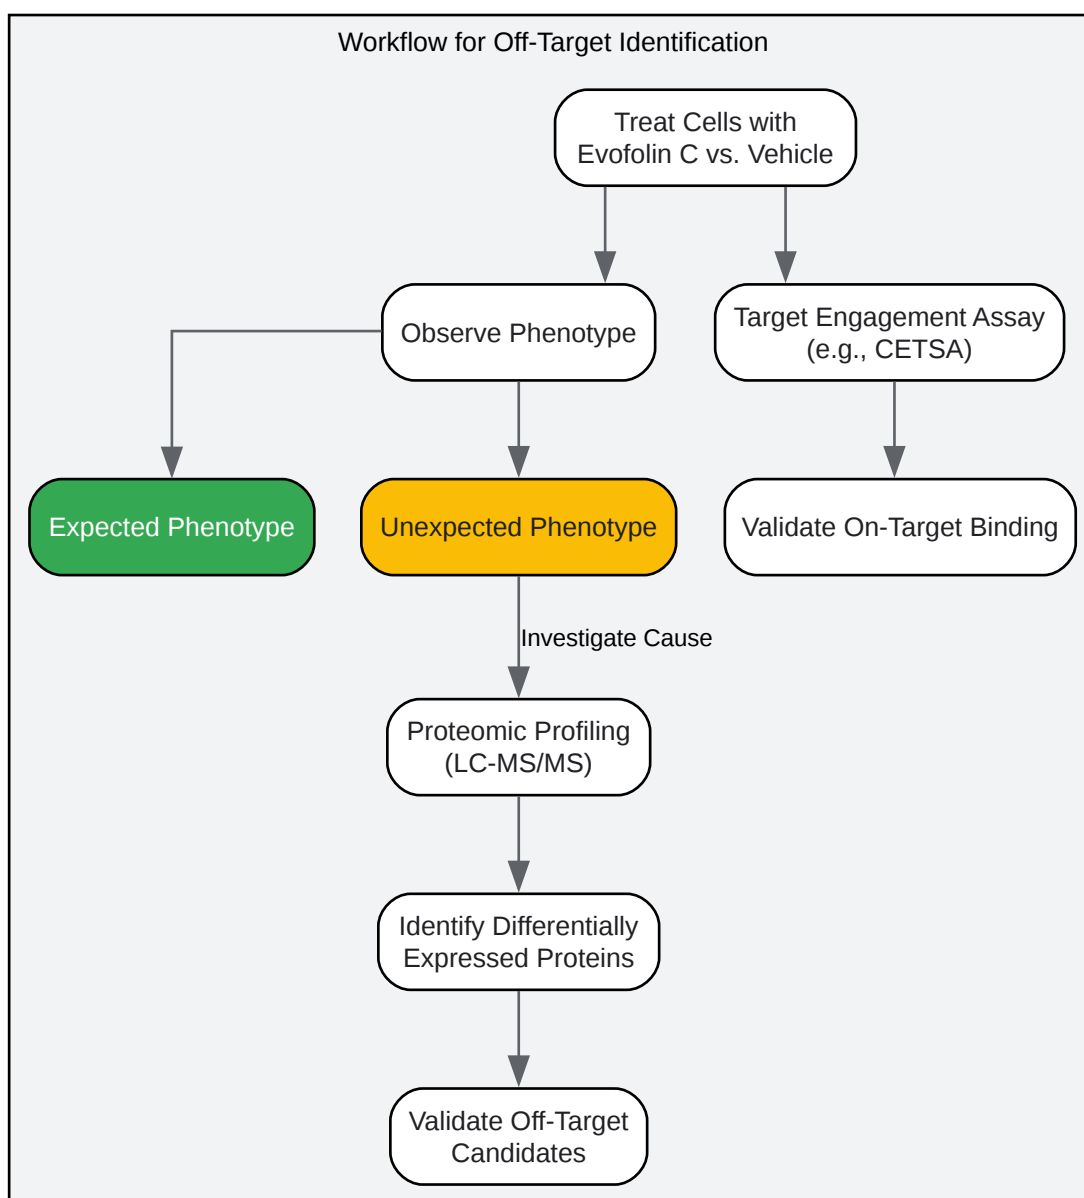 Workflow for Off-Target Identification
Treat Cells with
Evofolin C vs. Vehicle
Observe Phenotype
Target Engagement Assay
(e.g., CETSA)
Expected Phenotype
Unexpected Phenotype
Validate On-Target Binding
Investigate Cause
Proteomic Profiling
(LC-MS/MS)
Identify Differentially
Expressed Proteins
Validate Off-Target
Candidates